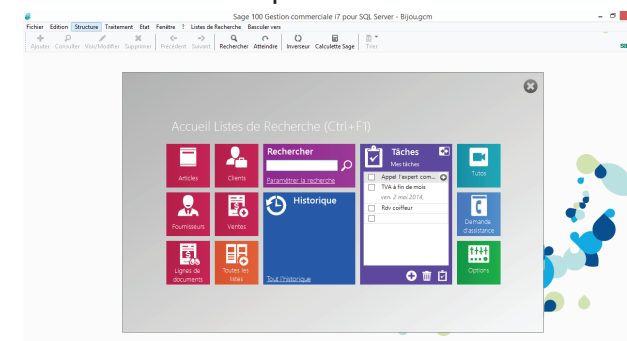 Sage 100 Gestion commerciale i7 pour SQL Server - Bijou.gcm
Fichier Edition Structure Traitement Etat Fenêtre ? Listes de Recherche Basculer vers
Ajouter Consulter Voir/Modifier Supprimer Précédent Suivant Rechercher Atteindre Inverseur Calculette Sage Trier
Accueil Listes de Recherche (Ctrl+F1)
Articles
Clients
Rechercher
Paramétrer la recherche
Tâches
Mes tâches
Appel l'expert com...
TVA à fin de mois
ven. 2 mai 2014,
Rdv coiffeur
Tutos
Fournisseurs
Ventes
Historique
Tout l'historique
Demande
d'assistance
Lignes de
documents
Toutes les
listes
Options